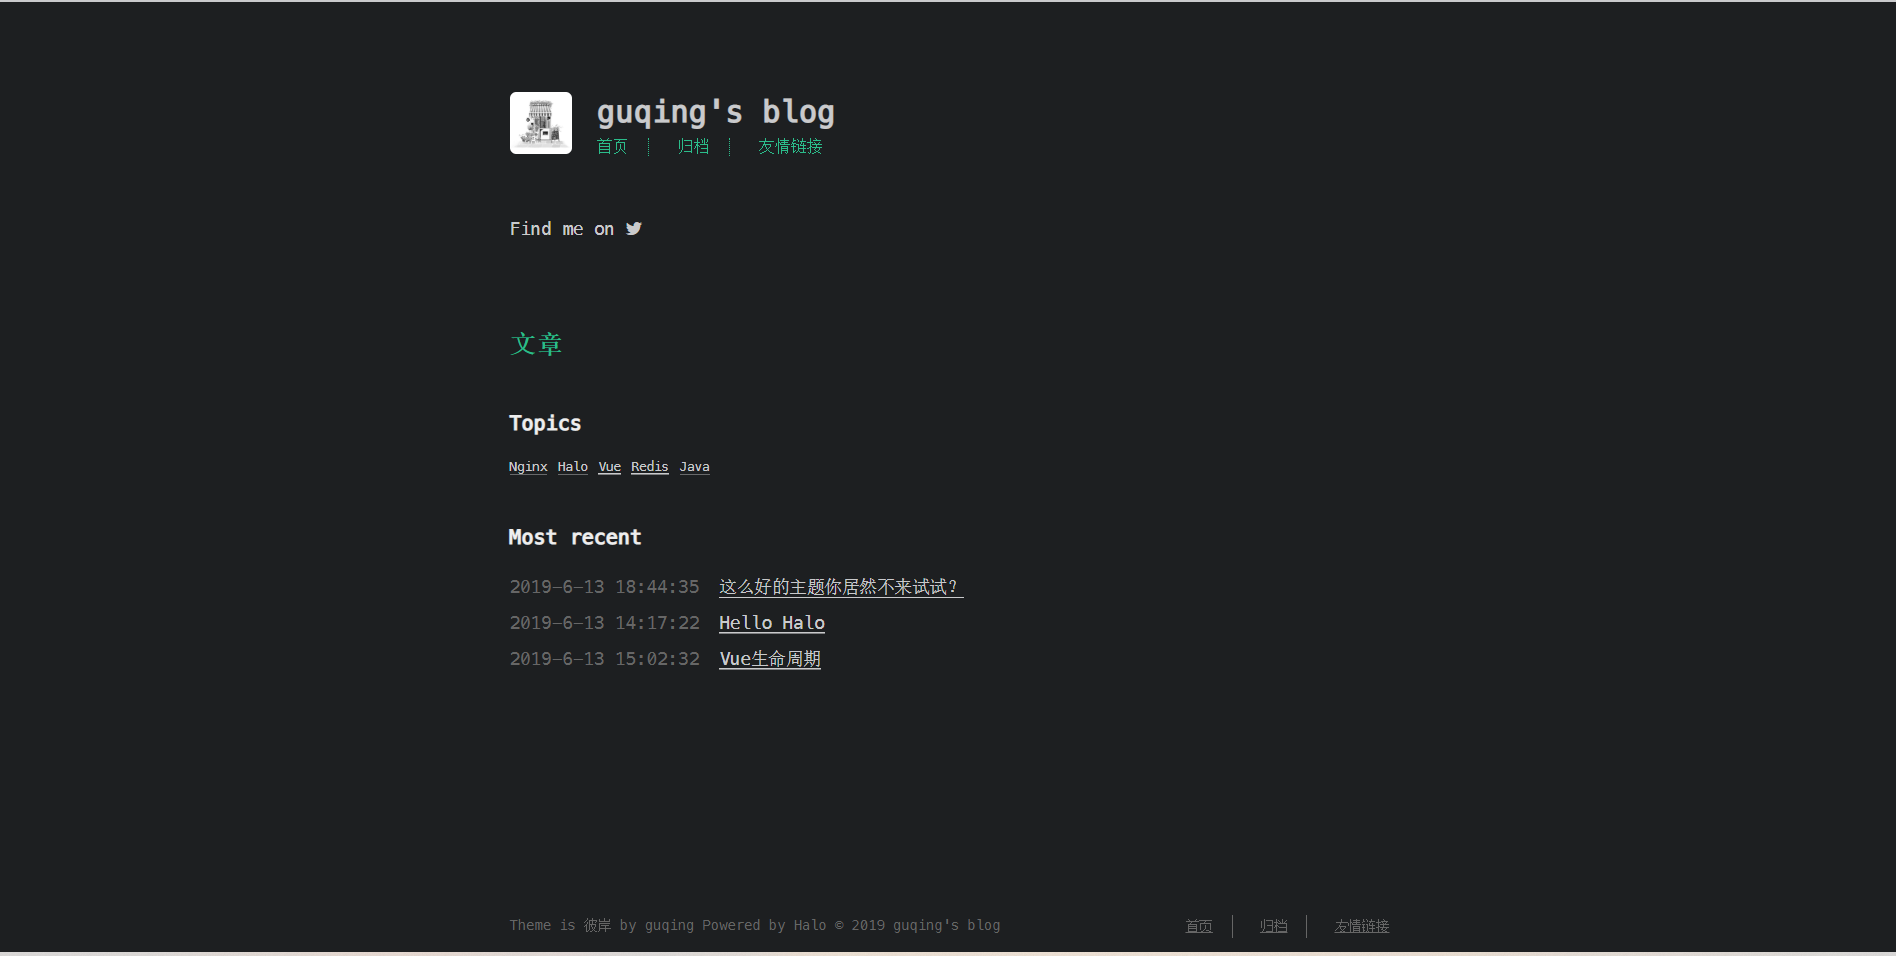 guqing's blog
首页 归档 友情链接
Find me on
文章
Topics
Nginx Halo Vue Redis Java
Most recent
2019-6-13 18:44:35 这么好的主题你居然不来试试？
2019-6-13 14:17:22 Hello Halo
2019-6-13 15:02:32 Vue生命周期
Theme is 彼岸 by guqing Powered by Halo © 2019 guqing's blog 首页 归档 友情链接